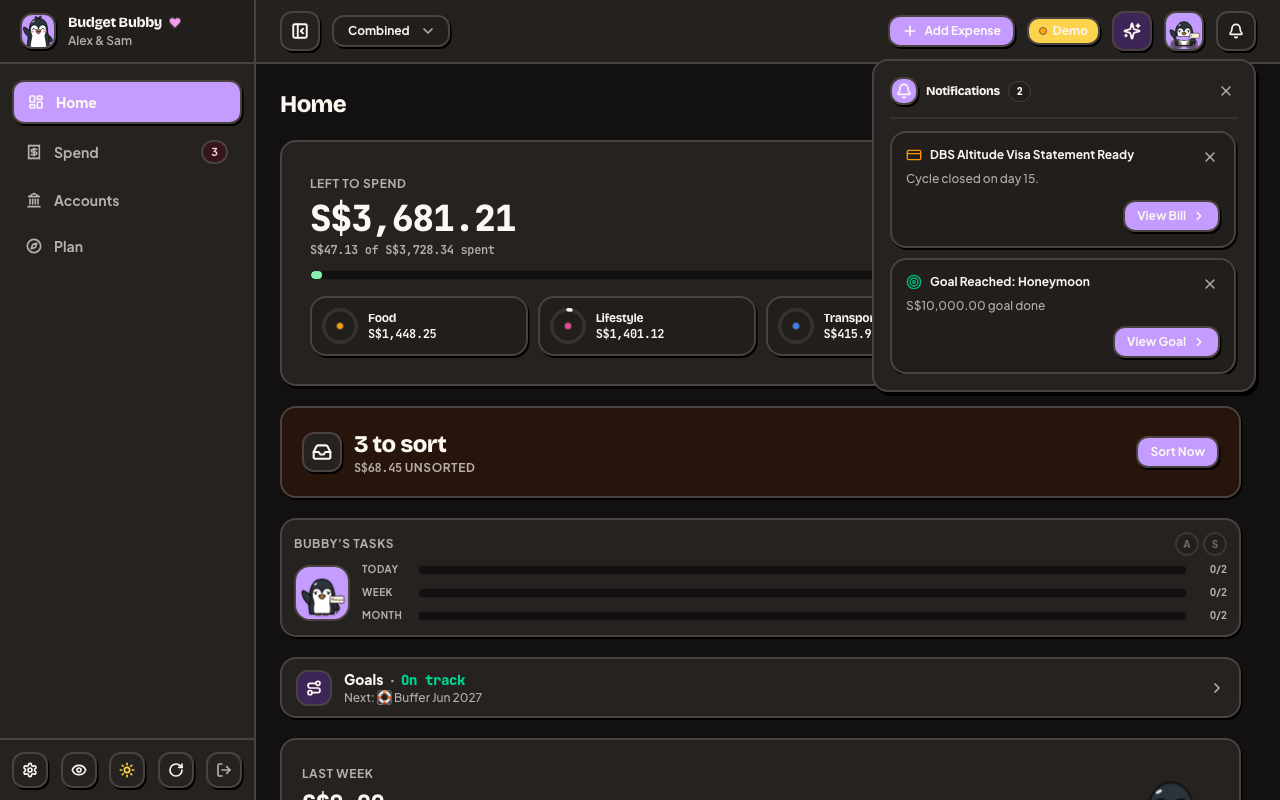 Budget Bubby
Alex & Sam
Combined
Add Expense
Demo
Home
Spend
3
Accounts
Plan
Home
LEFT TO SPEND
S$3,681.21
S$47.13 of S$3,728.34 spent
Food
S$1,448.25
Lifestyle
S$1,401.12
Transpor
S$415.9
Notifications 2
DBS Altitude Visa Statement Ready
Cycle closed on day 15.
View Bill
Goal Reached: Honeymoon
S$10,000.00 goal done
View Goal
3 to sort
S$68.45 UNSORTED
Sort Now
BUBBY'S TASKS
A S
TODAY 0/2
WEEK 0/2
MONTH 0/2
Goals · On track
Next: 🛟 Buffer Jun 2027
LAST WEEK